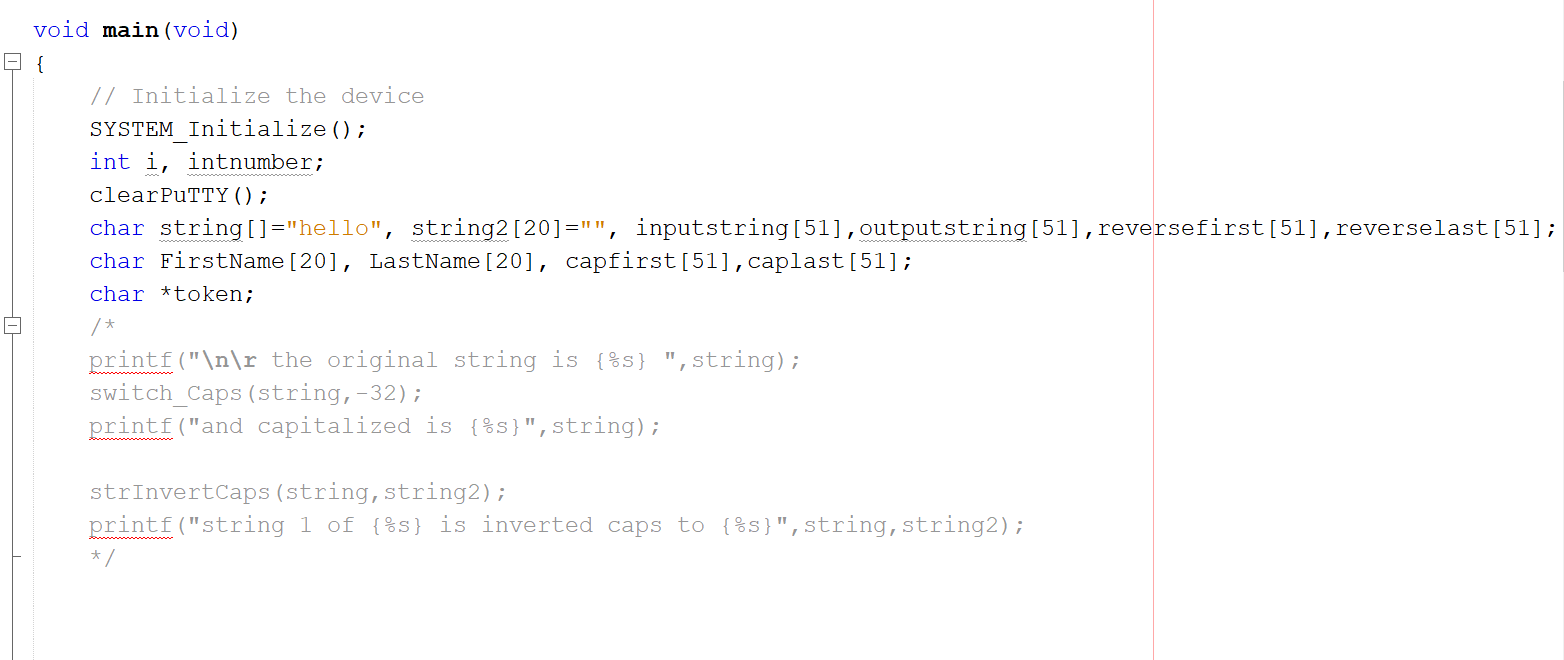 void main(void)
{
// Initialize the device
SYSTEM_Initialize();
int i, intnumber;
clearPuTTY();
char string[]="hello", string2[20]="", inputstring[51],outputstring[51],reversefirst[51],reverselast[51];
char FirstName[20], LastName[20], capfirst[51],caplast[51];
char *token;
/*
printf("\n\r the original string is {%s} ",string);
switch_Caps(string,-32);
printf("and capitalized is {%s}",string);
strInvertCaps(string,string2);
printf("string 1 of {%s} is inverted caps to {%s}",string,string2);
*/